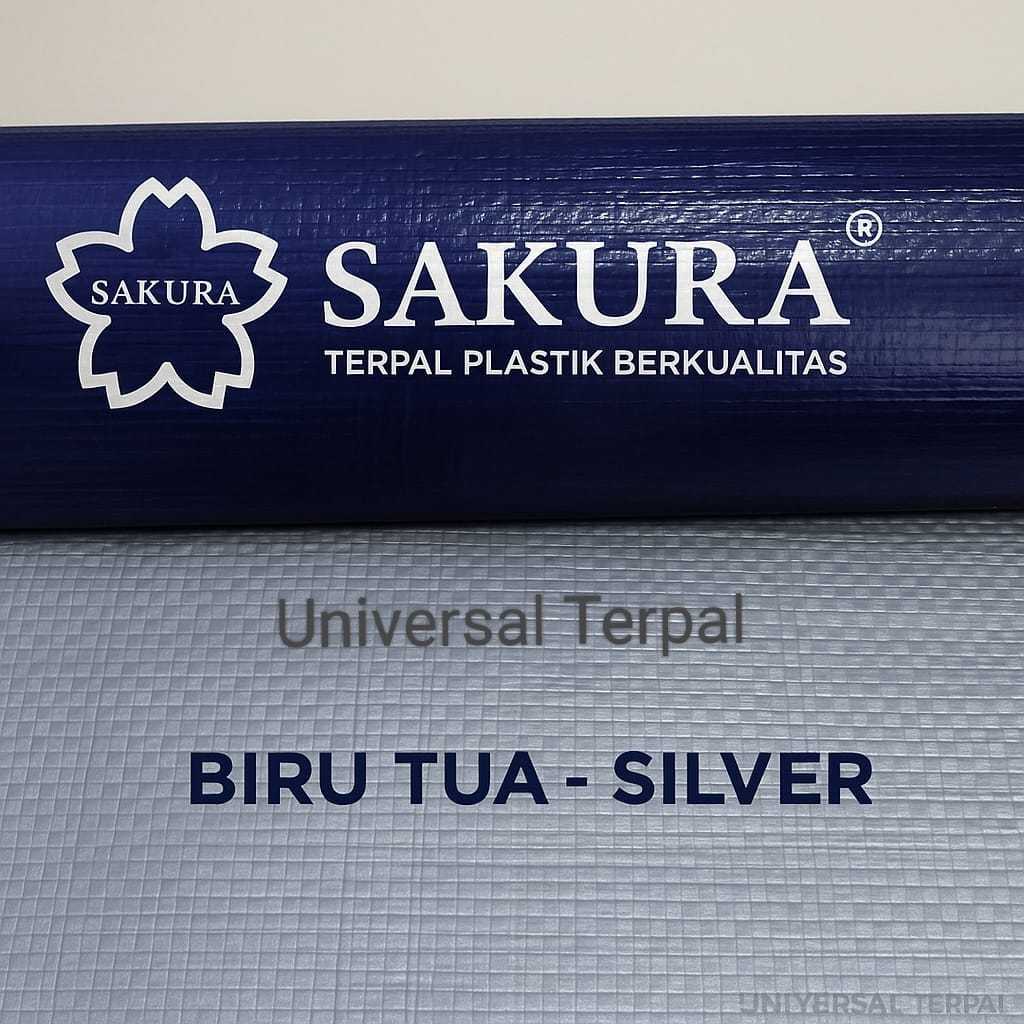 SAKURA
SAKURA®
TERPAL PLASTIK BERKUALITAS
Universal Terpal
BIRU TUA - SILVER
UNIVERSAL TERPAL